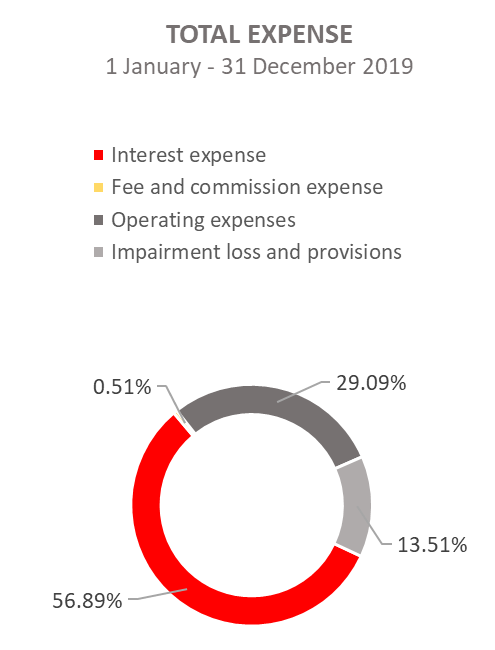 TOTAL EXPENSE
1 January - 31 December 2019
Interest expense
Fee and commission expense
Operating expenses
Impairment loss and provisions
0.51%
29.09%
13.51%
56.89%